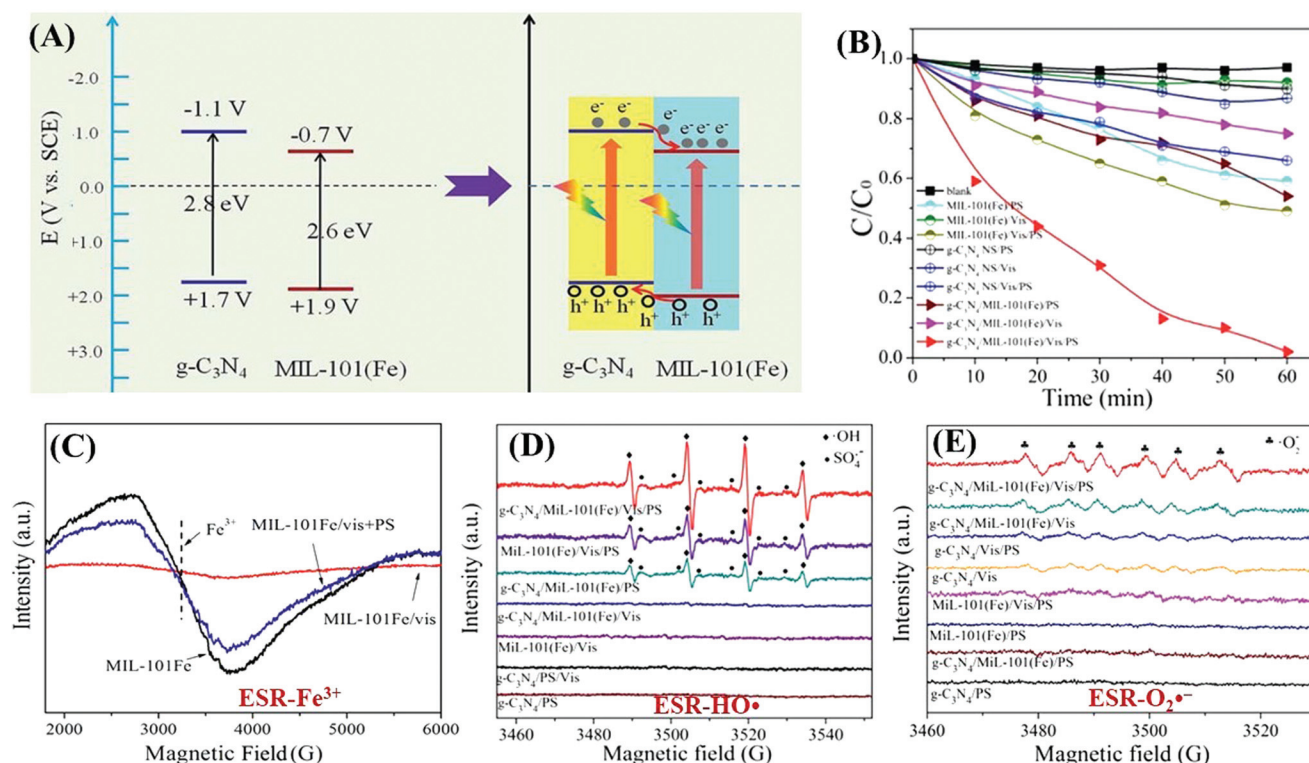 (A)
E (V vs. SCE)
-2.0
-1.0
0.0
+1.0
+2.0
+3.0
-1.1 V
2.8 eV
+1.7 V
g-C₃N₄
-0.7 V
2.6 eV
+1.9 V
MIL-101(Fe)
e⁻ e⁻
e⁻ e⁻ e⁻ e⁻
h⁺ h⁺ h⁺
h⁺ h⁺ h⁺
g-C₃N₄ MIL-101(Fe)
(B)
C/C₀
1.0
0.8
0.6
0.4
0.2
0.0
blank
MIL-101(Fe)/PS
MIL-101(Fe)/Vis
MIL-101(Fe)/Vis/PS
g-C₃N₄ NS/PS
g-C₃N₄ NS/Vis
g-C₃N₄ NS/Vis/PS
g-C₃N₄/MIL-101(Fe)/PS
g-C₃N₄/MIL-101(Fe)/Vis
g-C₃N₄/MIL-101(Fe)/Vis/PS
0 10 20 30 40 50 60
Time (min)
(C)
Intensity (a.u.)
Fe³⁺
MIL-101Fe/vis+PS
MIL-101Fe/vis
MIL-101Fe
ESR-Fe³⁺
2000 3000 4000 5000 6000
Magnetic Field (G)
(D)
Intensity (a.u.)
♦ ·OH
• SO₄·⁻
g-C₃N₄/MiL-101(Fe)/Vis/PS
MiL-101(Fe)/Vis/PS
g-C₃N₄/MiL-101(Fe)/PS
g-C₃N₄/MiL-101(Fe)/Vis
MiL-101(Fe)/Vis
g-C₃N₄/PS/Vis
g-C₃N₄/PS
ESR-HO•
3460 3480 3500 3520 3540
Magnetic field (G)
(E)
Intensity (a.u.)
♣ ·O₂⁻
g-C₃N₄/MiL-101(Fe)/Vis/PS
g-C₃N₄/MiL-101(Fe)/Vis
g-C₃N₄/Vis/PS
g-C₃N₄/Vis
MiL-101(Fe)/Vis/PS
MiL-101(Fe)/PS
g-C₃N₄/MiL-101(Fe)/PS
g-C₃N₄/PS
ESR-O₂•⁻
3460 3480 3500 3520
Magnetic field (G)